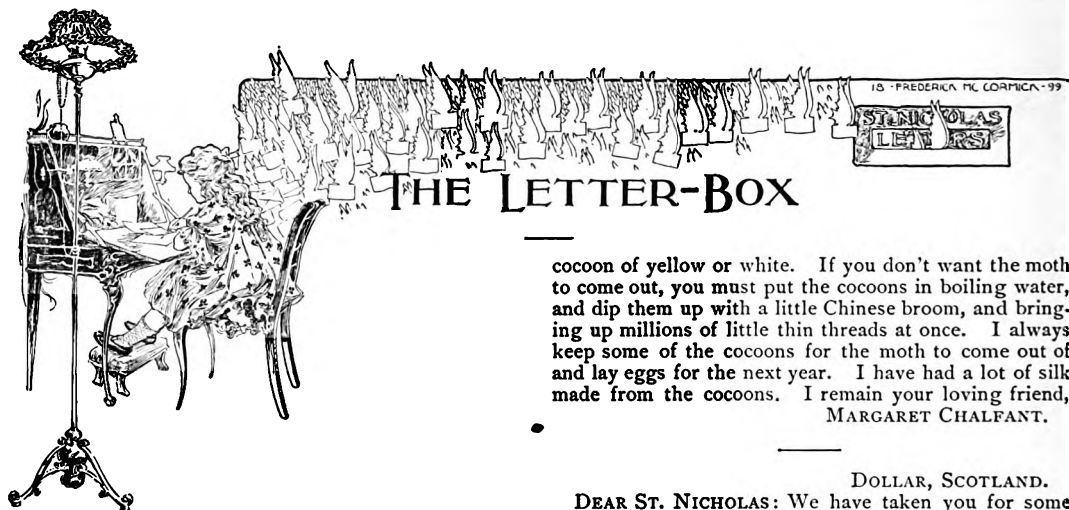 18 - FREDERICK MC CORMICK - 99
ST. NICHOLAS
LETTERS
THE LETTER-BOX
cocoon of yellow or white. If you don't want the moth
to come out, you must put the cocoons in boiling water,
and dip them up with a little Chinese broom, and bring-
ing up millions of little thin threads at once. I always
keep some of the cocoons for the moth to come out of
and lay eggs for the next year. I have had a lot of silk
made from the cocoons. I remain your loving friend,
MARGARET CHALFANT.
DOLLAR, SCOTLAND.
DEAR ST. NICHOLAS: We have taken you for some